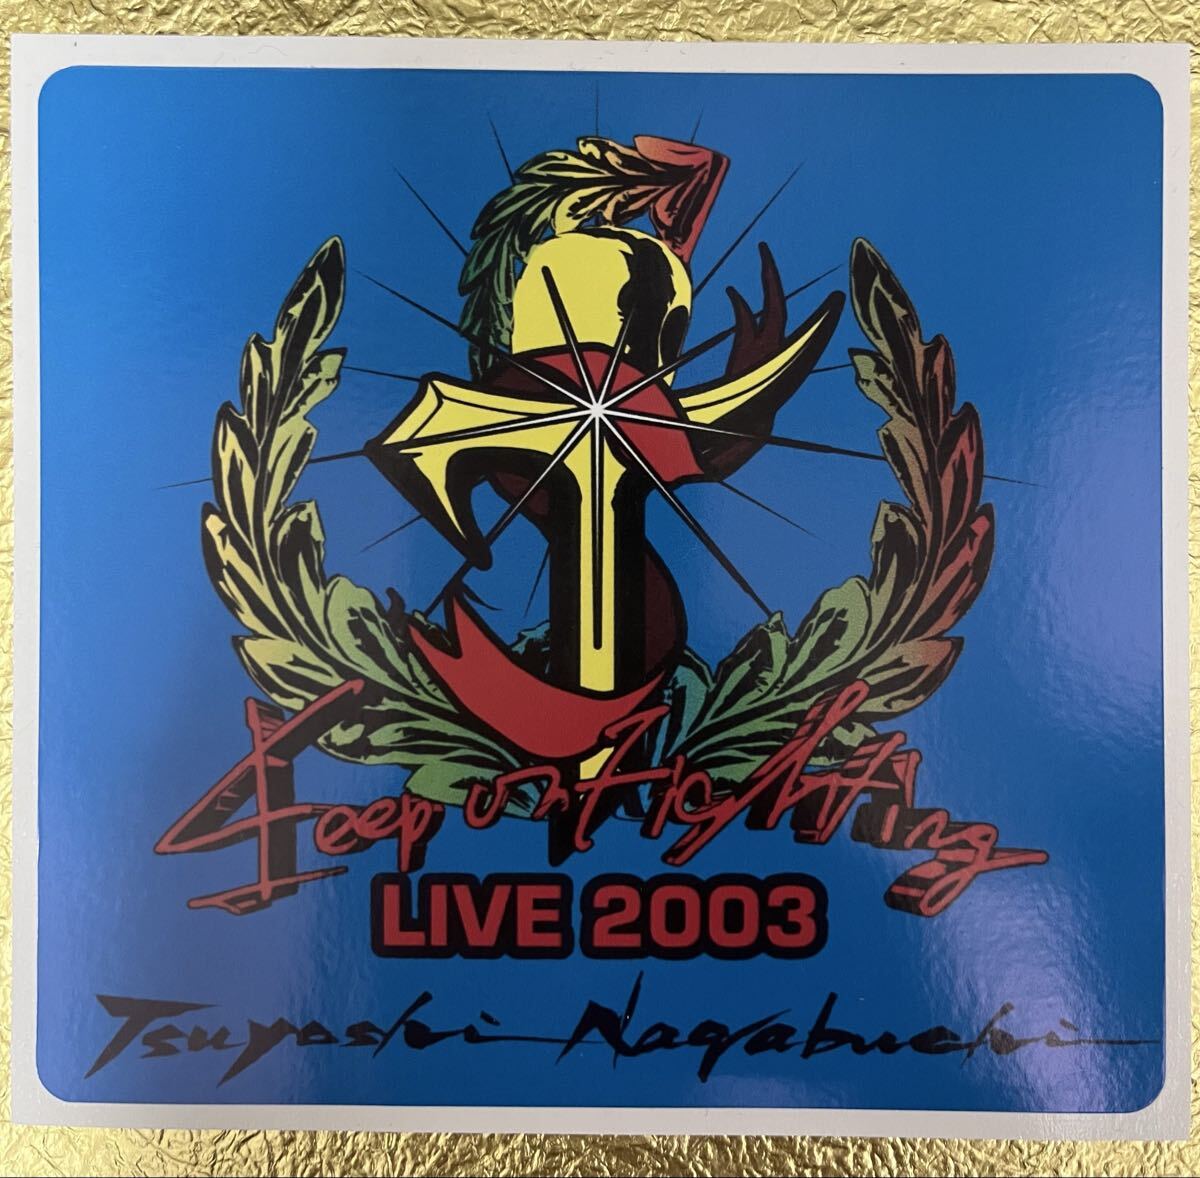 Keep on Fighting
LIVE 2003
Tsuyoshi Nagabuchi